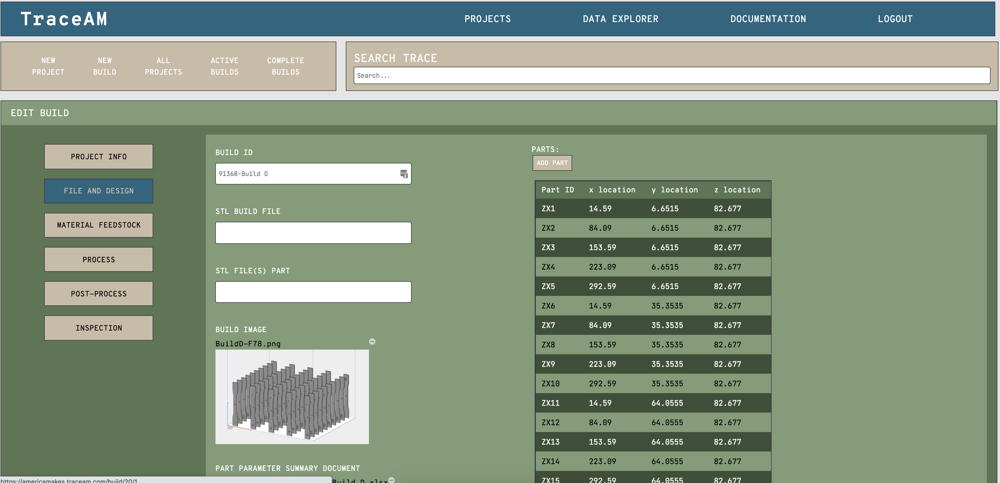 TraceAM
PROJECTS
DATA EXPLORER
DOCUMENTATION
LOGOUT
NEW
PROJECT
NEW
BUILD
ALL
PROJECTS
ACTIVE
BUILDS
COMPLETE
BUILDS
SEARCH TRACE
Search...
EDIT BUILD
PROJECT INFO
FILE AND DESIGN
MATERIAL FEEDSTOCK
PROCESS
POST-PROCESS
INSPECTION
BUILD ID
91368-Build D
STL BUILD FILE
STL FILE(S) PART
BUILD IMAGE
BuildD-F78.png
PART PARAMETER SUMMARY DOCUMENT
Build D.xlsx
PARTS:
ADD PART
Part ID x location y location z location
ZX1 14.59 6.6515 82.677
ZX2 84.09 6.6515 82.677
ZX3 153.59 6.6515 82.677
ZX4 223.09 6.6515 82.677
ZX5 292.59 6.6515 82.677
ZX6 14.59 35.3535 82.677
ZX7 84.09 35.3535 82.677
ZX8 153.59 35.3535 82.677
ZX9 223.09 35.3535 82.677
ZX10 292.59 35.3535 82.677
ZX11 14.59 64.0555 82.677
ZX12 84.09 64.0555 82.677
ZX13 153.59 64.0555 82.677
ZX14 223.09 64.0555 82.677
ZX15 292.59 64.0555 82.677
https://americamakes.traceam.com/build/20/1